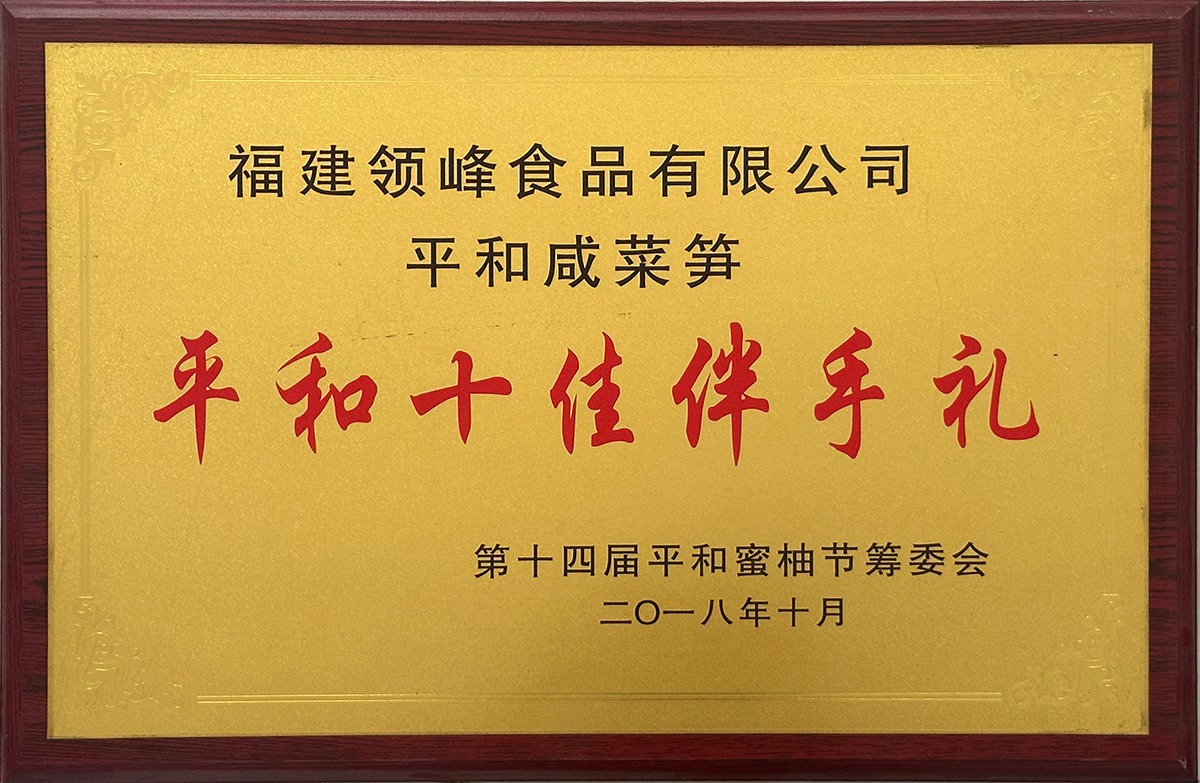 福建领峰食品有限公司
平和咸菜笋
平和十佳伴手礼
第十四届平和蜜柚节筹委会
二〇一八年十月